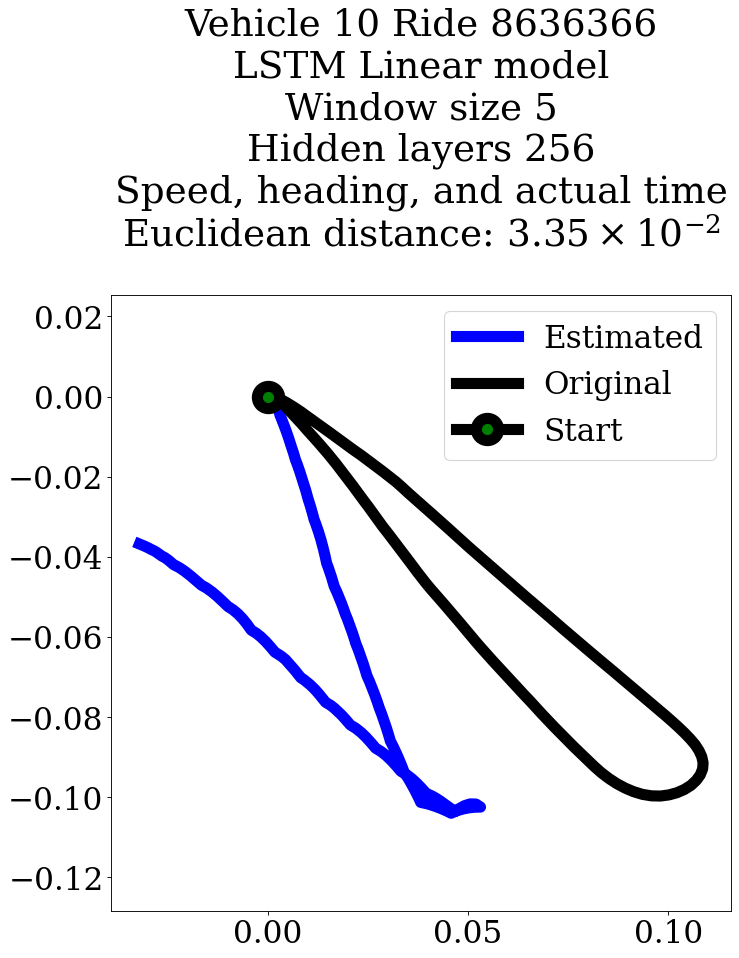 Vehicle 10 Ride 8636366
LSTM Linear model
Window size 5
Hidden layers 256
Speed, heading, and actual time
Euclidean distance: 3.35 × 10⁻²
Estimated
Original
Start
0.02
0.00
−0.02
−0.04
−0.06
−0.08
−0.10
−0.12
0.00 0.05 0.10